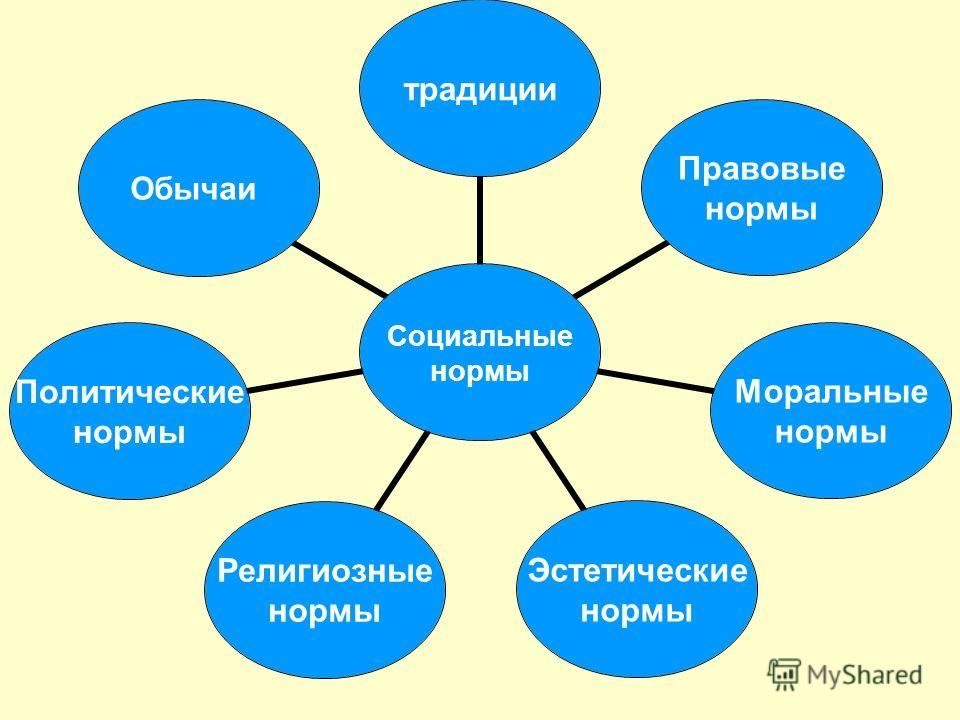 традиции
Обычаи
Правовые
нормы
Социальные
нормы
Политические
нормы
Моральные
нормы
Религиозные
нормы
Эстетические
нормы
MyShared